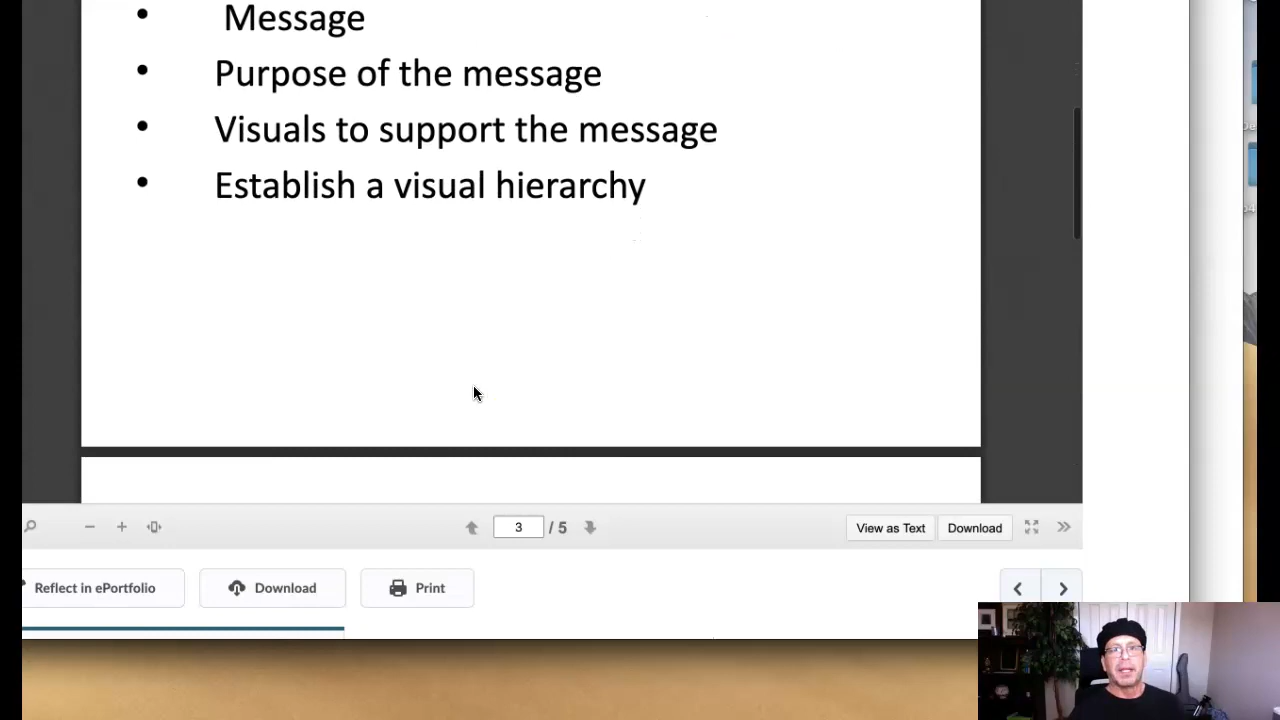 • Message
• Purpose of the message
• Visuals to support the message
• Establish a visual hierarchy
3 / 5
View as Text
Download
Reflect in ePortfolio
Download
Print